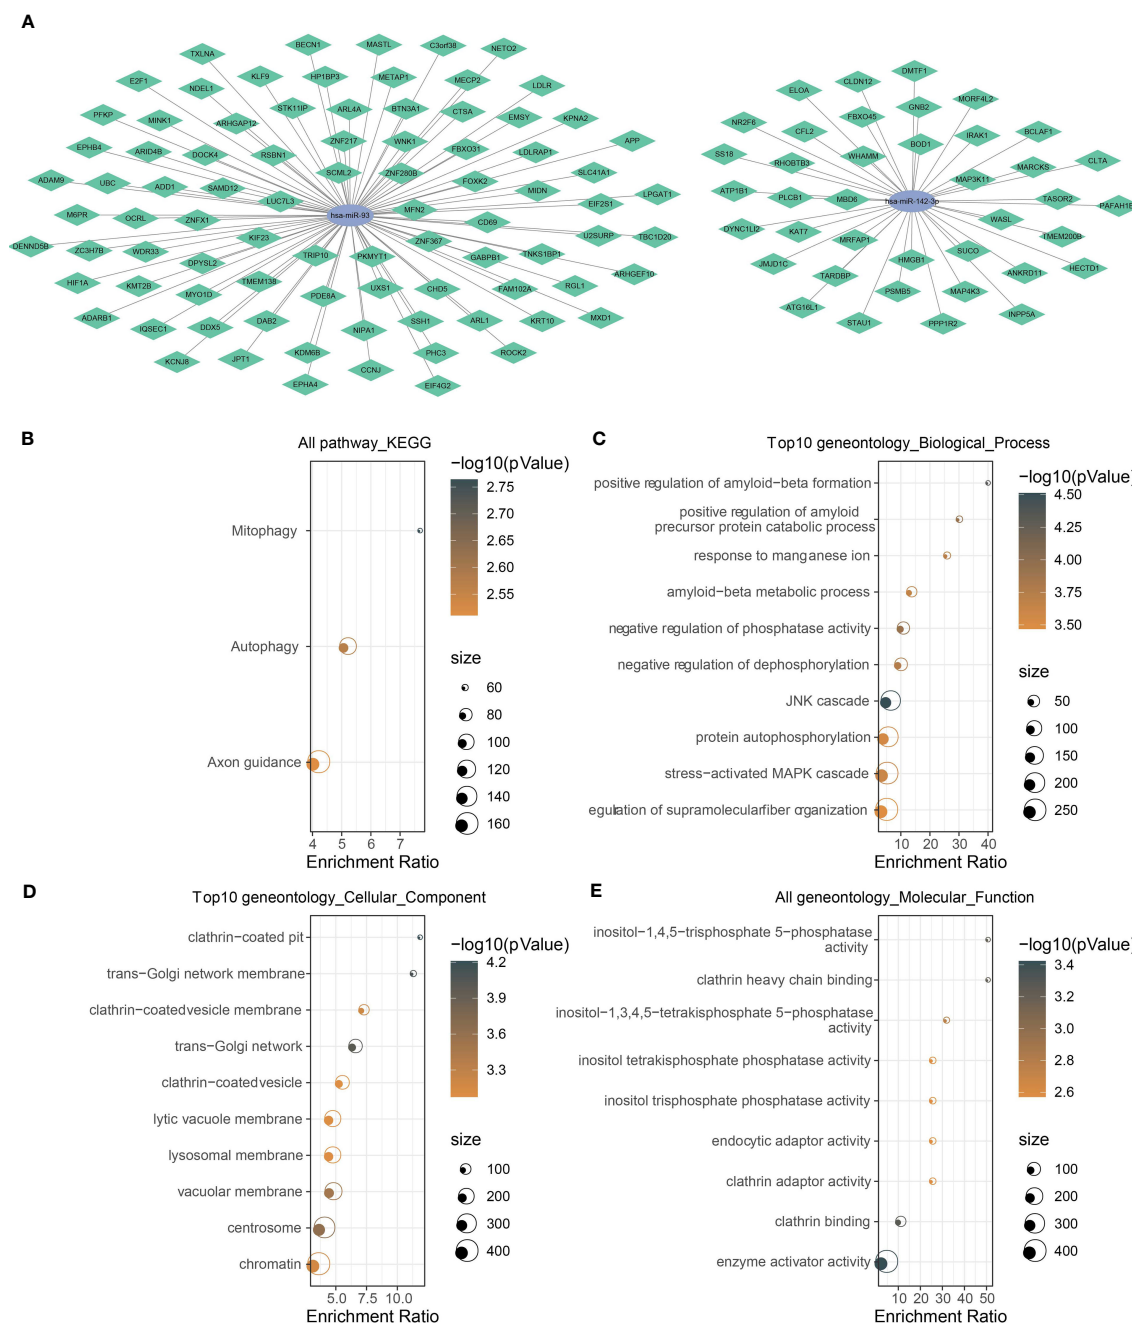 A
TXLNA
BECN1
MASTL
C3orf38
NETO2
E2F1
NDEL1
KLF9
HP1BP3
METAP1
MECP2
LDLR
PFKP
MINK1
ARHGAP12
STK11IP
ARL4A
BTN3A1
CTSA
EMSY
KPNA2
EPHB4
ARID4B
DOCK4
RSBN1
ZNF217
WNK1
FBXO31
LDLRAP1
APP
ADAM9
UBC
ADD1
SAMD12
SCML2
ZNF280B
FOXK2
MIDN
SLC41A1
LPGAT1
M6PR
OCRL
ZNFX1
LUC7L3
hsa-miR-93
MFN2
CD69
EIF2S1
DENND5B
ZC3H7B
WDR33
KIF23
ZNF367
U2SURP
TBC1D20
HIF1A
KMT2B
DPYSL2
TRIP10
PKMYT1
GABPB1
TNKS1BP1
ARHGEF10
ADARB1
MYO1D
TMEM138
PDE8A
UXS1
CHD5
FAM102A
RGL1
IQSEC1
DDX5
DAB2
NIPA1
SSH1
ARL1
KRT10
MXD1
KCNJ8
JPT1
KDM6B
CCNJ
PHC3
ROCK2
EPHA4
EIF4G2
DMTF1
ELOA
CLDN12
MORF4L2
NR2F6
CFL2
FBXO45
GNB2
IRAK1
BCLAF1
SS18
RHOBTB3
WHAMM
BOD1
MAP3K11
MARCKS
CLTA
ATP1B1
PLCB1
MBD6
hsa-miR-142-3p
TASOR2
PAFAH1B
DYNC1LI2
KAT7
MRFAP1
WASL
TMEM200B
JMJD1C
TARDBP
HMGB1
SUCO
ANKRD11
HECTD1
ATG16L1
PSMB5
MAP4K3
STAU1
PPP1R2
INPP5A
B
All pathway_KEGG
Mitophagy
Autophagy
Axon guidance
4 5 6 7
Enrichment Ratio
−log10(pValue)
2.75
2.70
2.65
2.60
2.55
size
60
80
100
120
140
160
C
Top10 geneontology_Biological_Process
positive regulation of amyloid−beta formation
positive regulation of amyloid
precursor protein catabolic process
response to manganese ion
amyloid−beta metabolic process
negative regulation of phosphatase activity
negative regulation of dephosphorylation
JNK cascade
protein autophosphorylation
stress−activated MAPK cascade
egulation of supramolecularfiber organization
10 20 30 40
Enrichment Ratio
−log10(pValue)
4.50
4.25
4.00
3.75
3.50
size
50
100
150
200
250
D
Top10 geneontology_Cellular_Component
clathrin−coated pit
trans−Golgi network membrane
clathrin−coatedvesicle membrane
trans−Golgi network
clathrin−coatedvesicle
lytic vacuole membrane
lysosomal membrane
vacuolar membrane
centrosome
chromatin
5.0 7.5 10.0
Enrichment Ratio
−log10(pValue)
4.2
3.9
3.6
3.3
size
100
200
300
400
E
All geneontology_Molecular_Function
inositol−1,4,5−trisphosphate 5−phosphatase
activity
clathrin heavy chain binding
inositol−1,3,4,5−tetrakisphosphate 5−phosphatase
activity
inositol tetrakisphosphate phosphatase activity
inositol trisphosphate phosphatase activity
endocytic adaptor activity
clathrin adaptor activity
clathrin binding
enzyme activator activity
10 20 30 40 50
Enrichment Ratio
−log10(pValue)
3.4
3.2
3.0
2.8
2.6
size
100
200
300
400